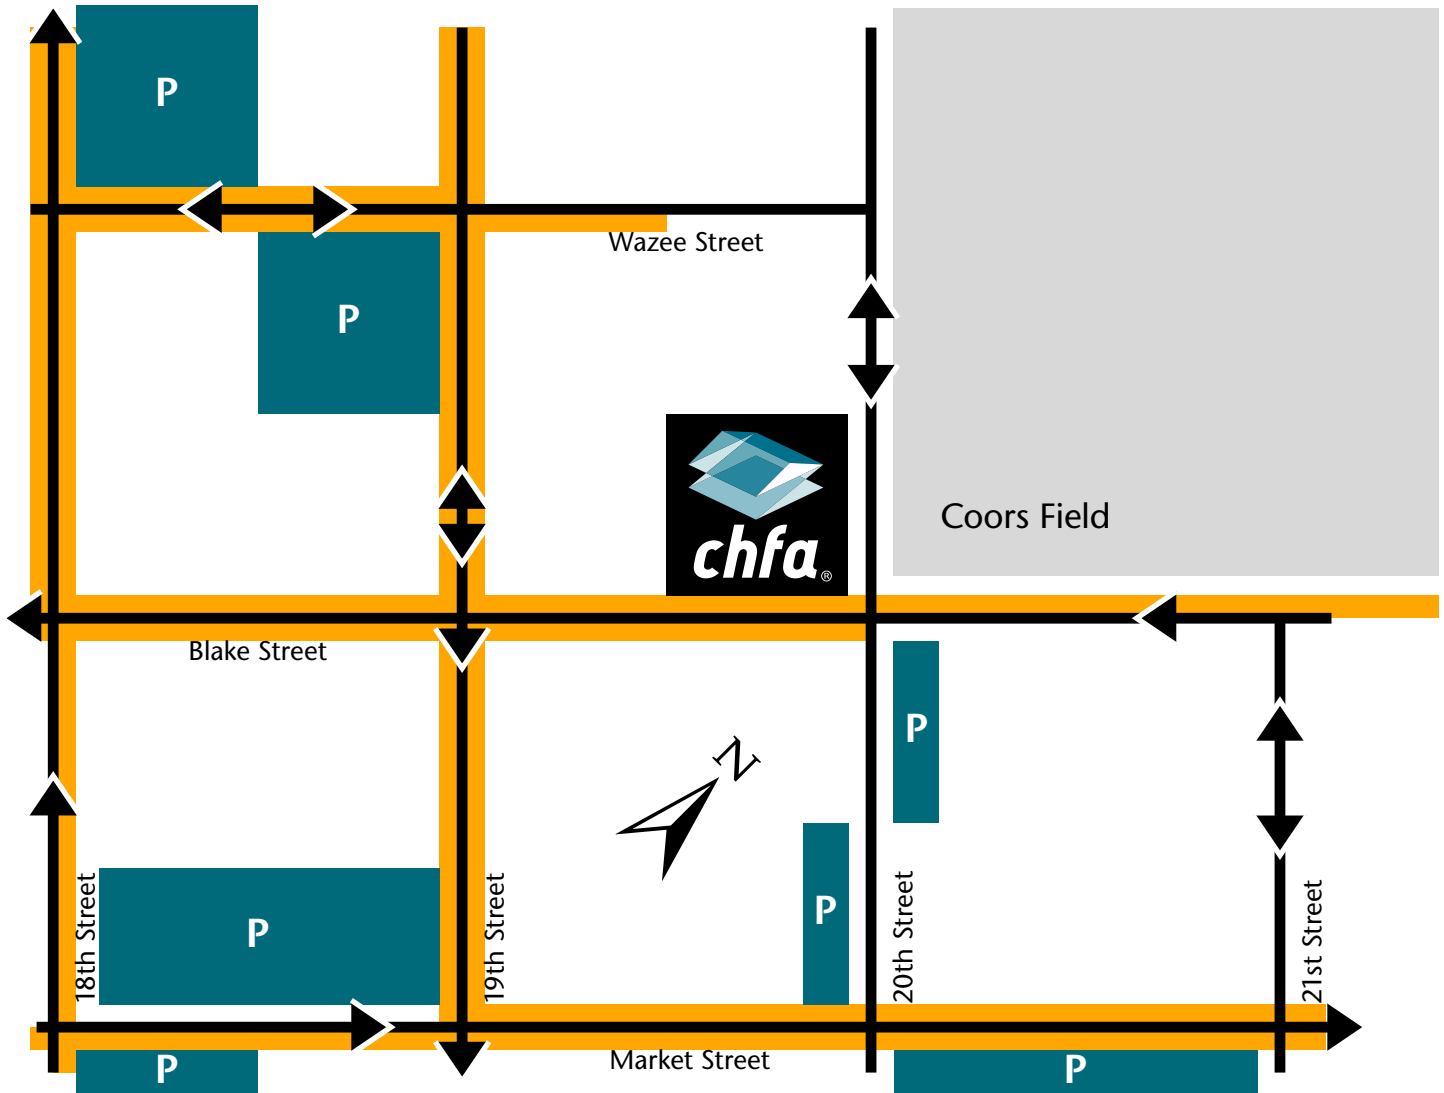 P
Wazee Street
P
Coors Field
chfa®
Blake Street
P
N
P
P
18th Street
19th Street
20th Street
21st Street
Market Street
P
P